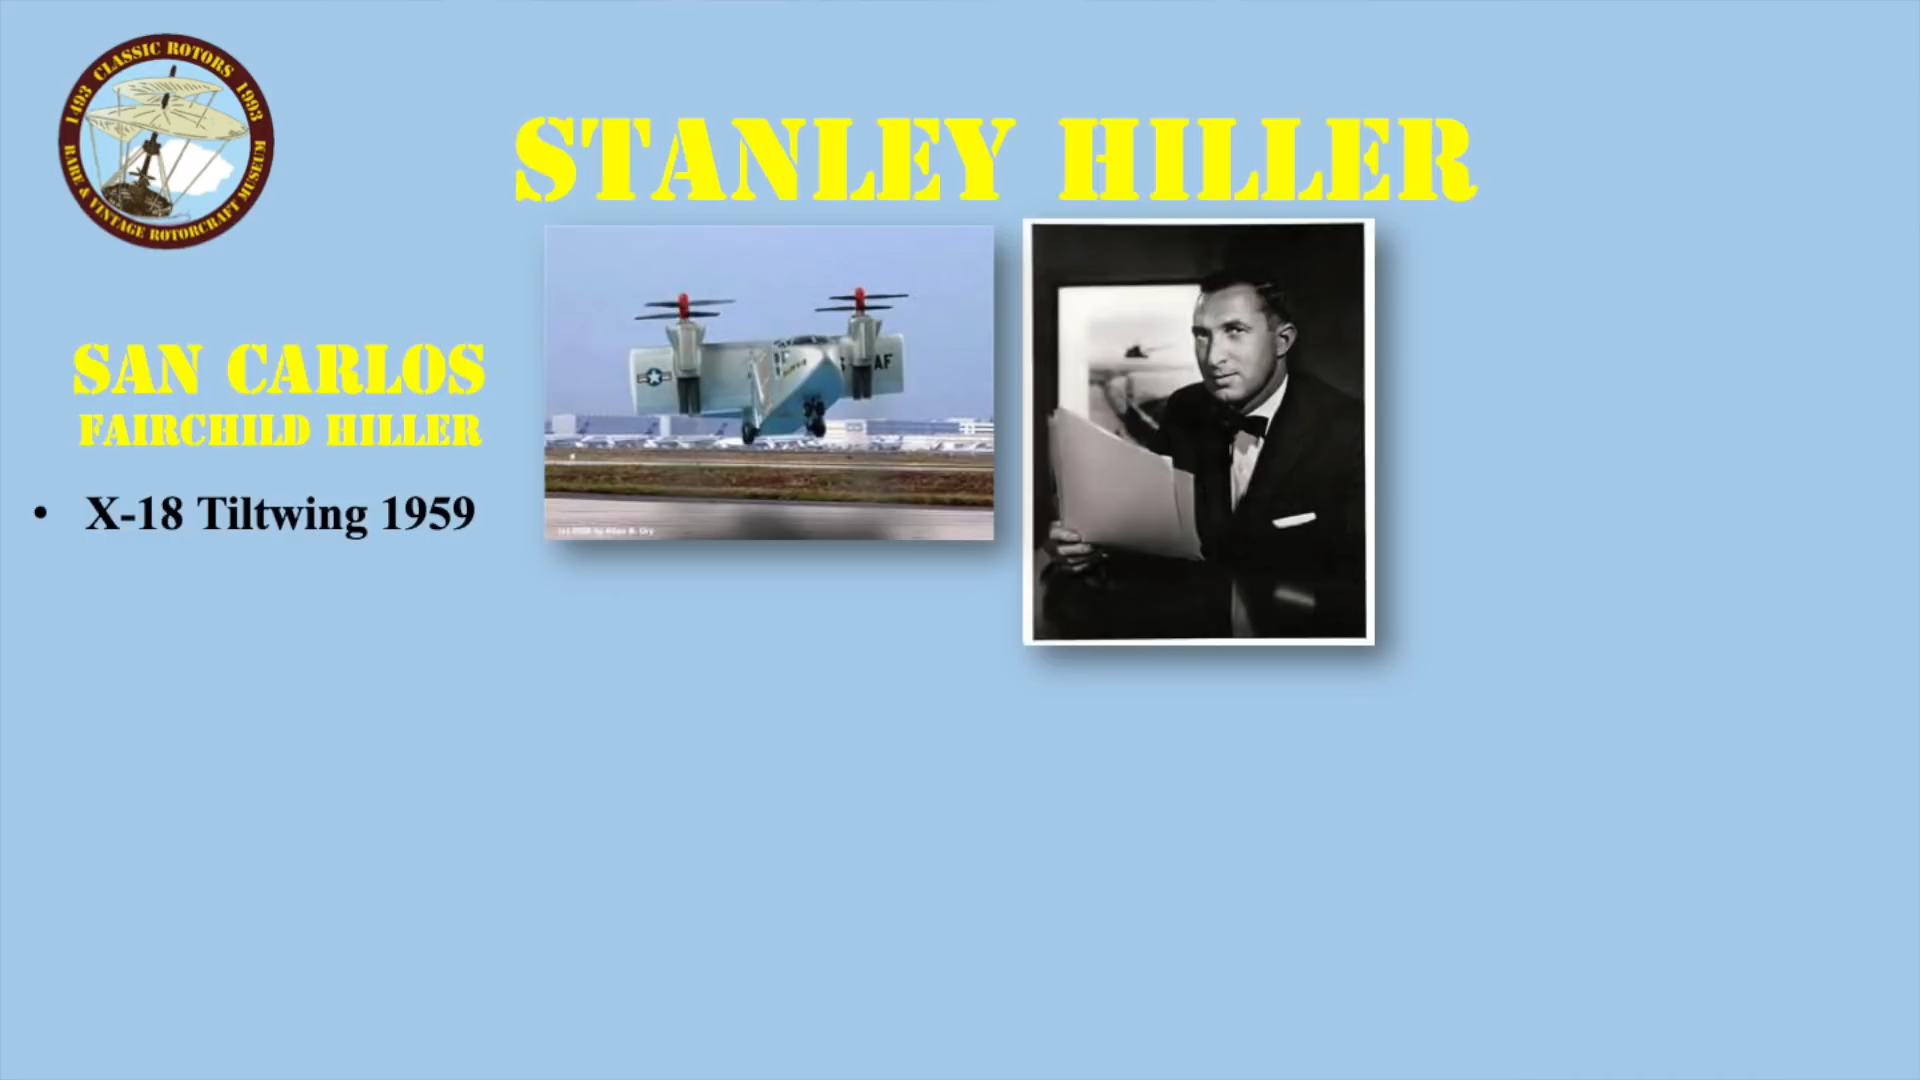 1493 CLASSIC ROTORS 1993
RARE & VINTAGE ROTORCRAFT MUSEUM
STANLEY HILLER
SAN CARLOS
FAIRCHILD HILLER
• X-18 Tiltwing 1959
AF